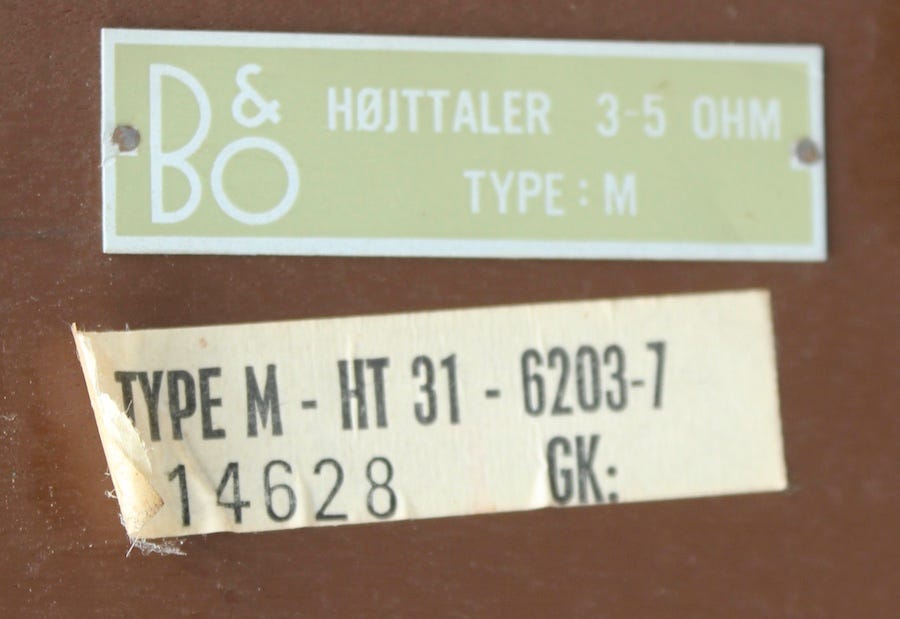 B&O
HØJTTALER 3-5 OHM
TYPE: M
TYPE M - HT 31 - 6203-7
14628 GK: